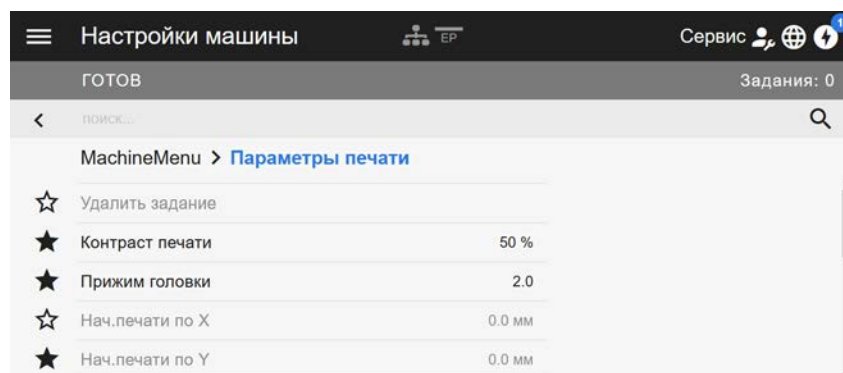 Настройки машины EP Сервис 1
ГОТОВ Задания: 0
поиск...
MachineMenu > Параметры печати
Удалить задание
Контраст печати 50 %
Прижим головки 2.0
Нач.печати по X 0.0 мм
Нач.печати по Y 0.0 мм